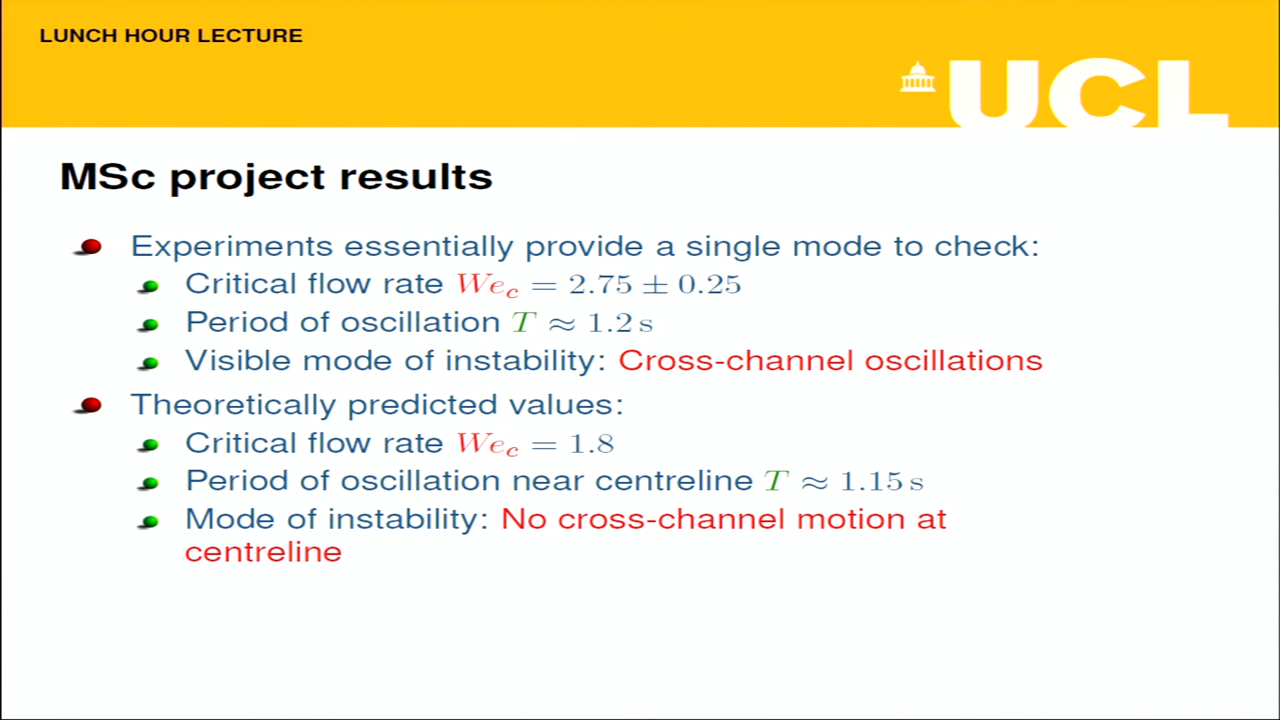 LUNCH HOUR LECTURE
UCL
MSc project results
Experiments essentially provide a single mode to check:
Critical flow rate We_c = 2.75 ± 0.25
Period of oscillation T ≈ 1.2 s
Visible mode of instability: Cross-channel oscillations
Theoretically predicted values:
Critical flow rate We_c = 1.8
Period of oscillation near centreline T ≈ 1.15 s
Mode of instability: No cross-channel motion at
centreline